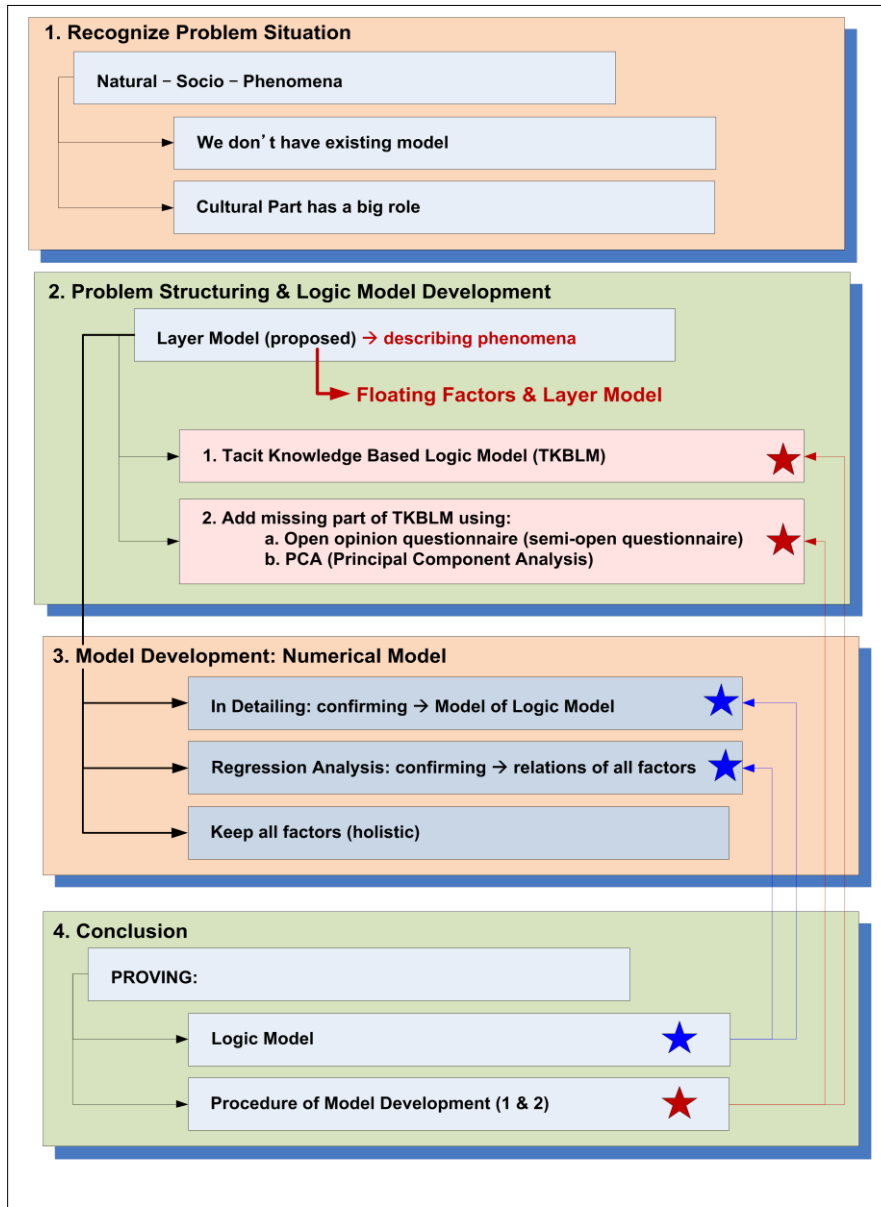 1. Recognize Problem Situation
Natural – Socio – Phenomena
We don't have existing model
Cultural Part has a big role
2. Problem Structuring & Logic Model Development
Layer Model (proposed) → describing phenomena
Floating Factors & Layer Model
1. Tacit Knowledge Based Logic Model (TKBLM)
2. Add missing part of TKBLM using:
a. Open opinion questionnaire (semi-open questionnaire)
b. PCA (Principal Component Analysis)
3. Model Development: Numerical Model
In Detailing: confirming → Model of Logic Model
Regression Analysis: confirming → relations of all factors
Keep all factors (holistic)
4. Conclusion
PROVING:
Logic Model
Procedure of Model Development (1 & 2)